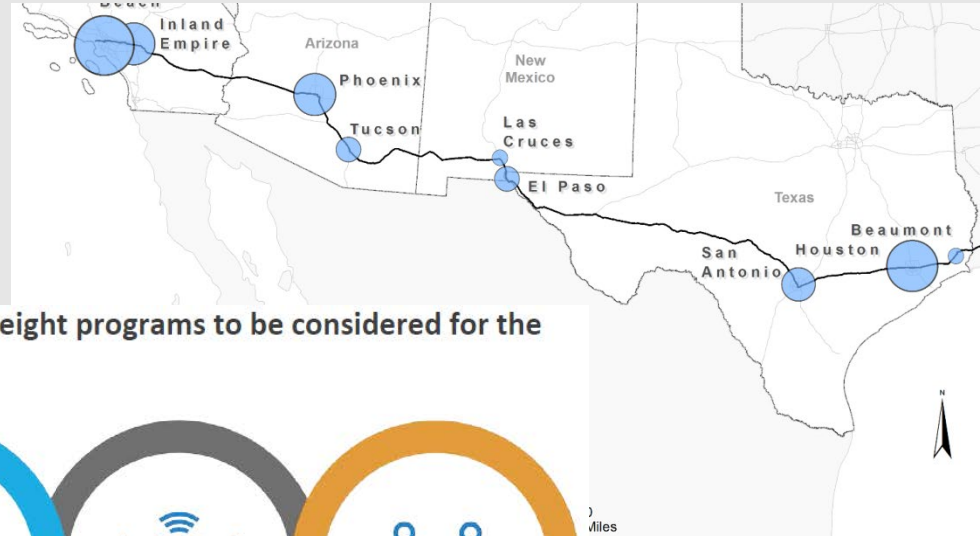 Beach
Inland
Empire
Arizona
Phoenix
Tucson
New
Mexico
Las
Cruces
El Paso
Texas
San
Antonio
Houston
Beaumont
N
Miles
eight programs to be considered for the